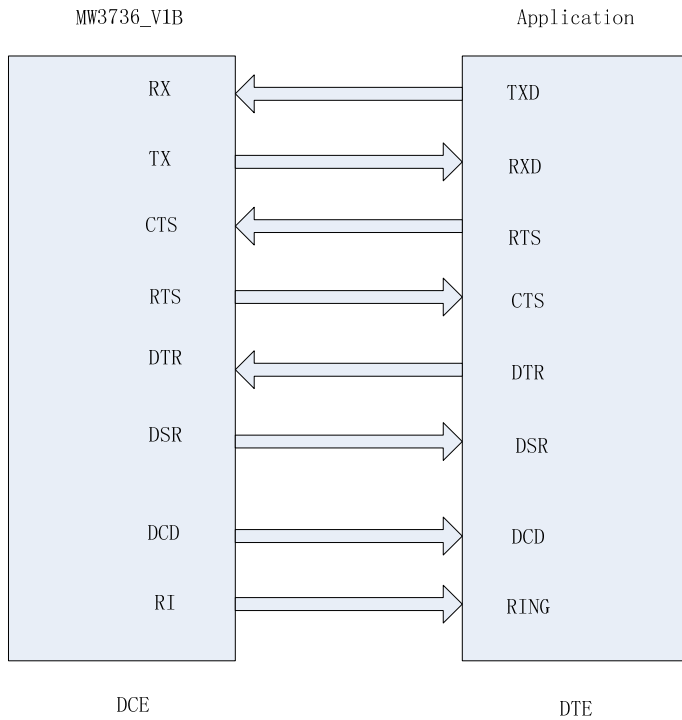 MW3736_V1B Application
RX TXD
TX RXD
CTS RTS
RTS CTS
DTR DTR
DSR DSR
DCD DCD
RI RING
DCE DTE